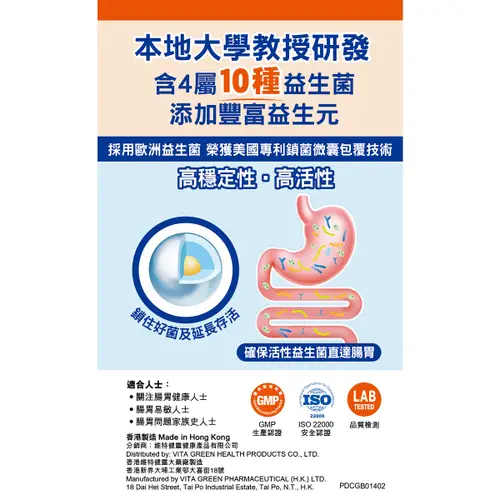 本地大學教授研發
含4屬10種益生菌
添加豐富益生元
採用歐洲益生菌 榮獲美國專利鎖菌微囊包覆技術
高穩定性・高活性
鎖住好菌及延長存活
確保活性益生菌直達腸胃
適合人士：
• 關注腸胃健康人士
• 腸胃易敏人士
• 腸胃問題家族史人士
GMP
GMP
生產認證
ISO
22000
ISO 22000
安全認證
LAB
TESTED
品質檢測
香港製造 Made in Hong Kong
分銷商：維特健靈健康產品有限公司
Distributed by: VITA GREEN HEALTH PRODUCTS CO., LTD.
香港維特健靈大藥廠製造
香港新界大埔工業邨大喜街18號
Manufactured by VITA GREEN PHARMACEUTICAL (H.K.) LTD.
18 Dai Hei Street, Tai Po Industrial Estate, Tai Po, N.T., H.K.
PDCGB01402